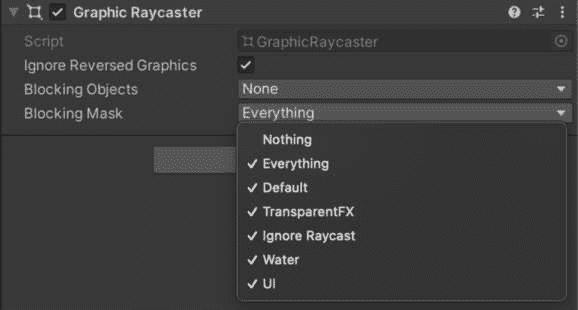 Graphic Raycaster
Script GraphicRaycaster
Ignore Reversed Graphics
Blocking Objects None
Blocking Mask Everything
Nothing
Everything
Default
TransparentFX
Ignore Raycast
Water
UI